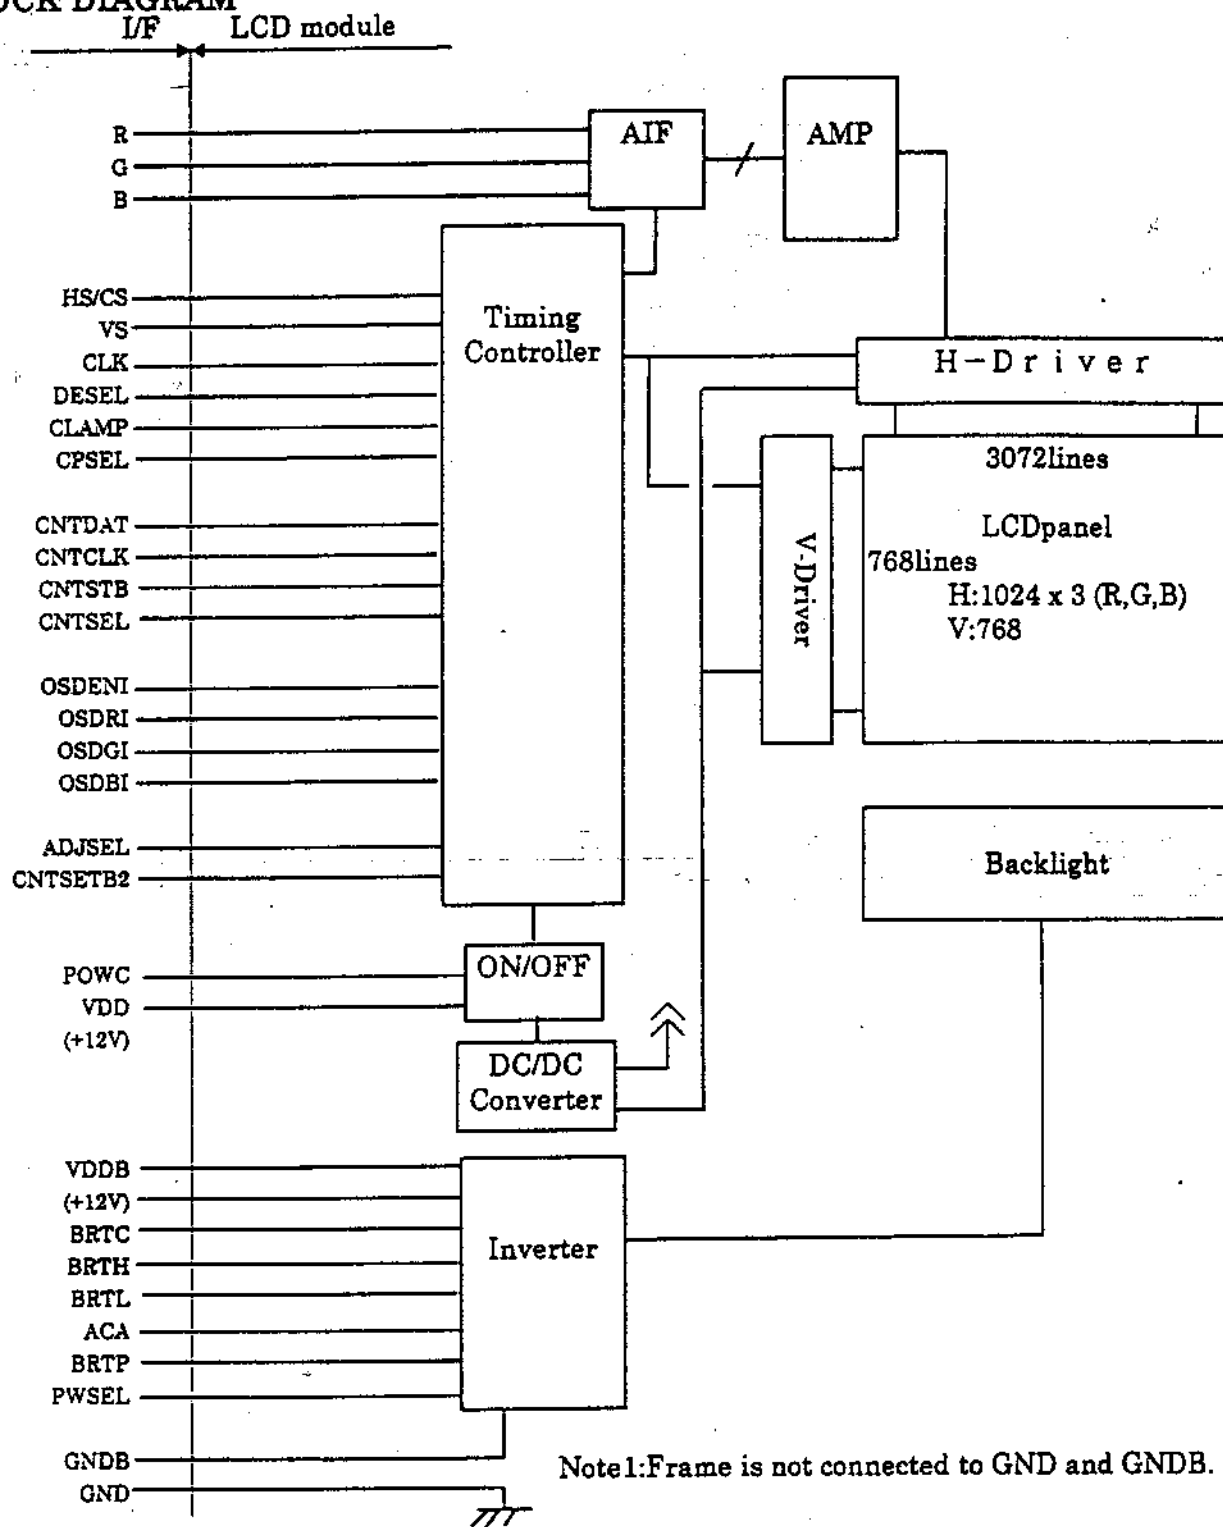 BLOCK DIAGRAM
I/F LCD module
R
G
B
AIF
AMP
HS/CS
VS
CLK
DESEL
CLAMP
CPSEL
CNTDAT
CNTCLK
CNTSTB
CNTSEL
OSDENI
OSDRI
OSDGI
OSDBI
ADJSEL
CNTSETB2
Timing
Controller
H-Driver
V-Driver
3072lines
LCDpanel
768lines
H:1024 x 3 (R,G,B)
V:768
Backlight
POWC
VDD
(+12V)
ON/OFF
DC/DC
Converter
VDDB
(+12V)
BRTC
BRTH
BRTL
ACA
BRTP
PWSEL
Inverter
GNDB
GND
Note1:Frame is not connected to GND and GNDB.